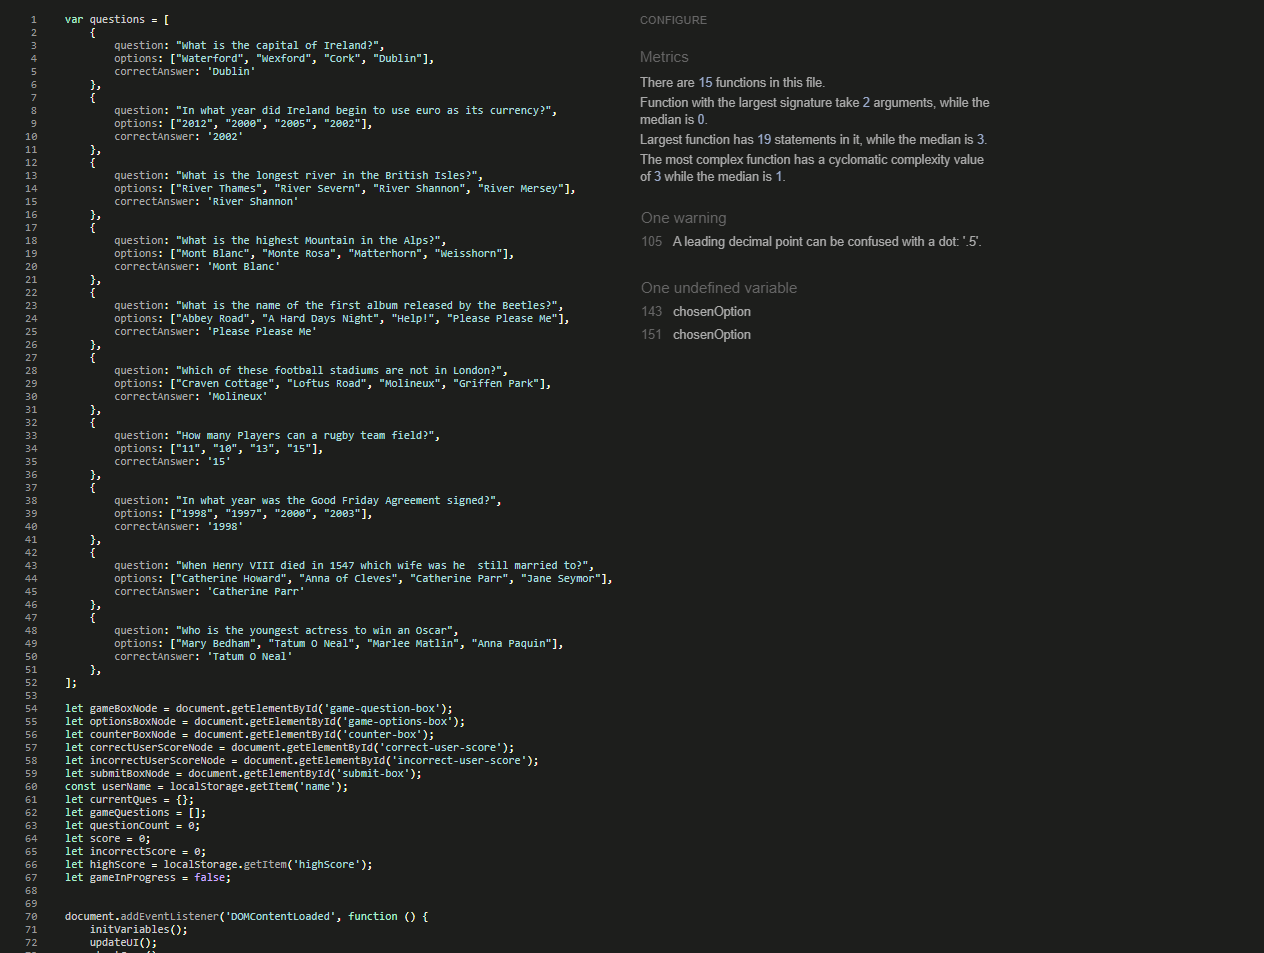 1 var questions = [
2 {
3 question: "What is the capital of Ireland?",
4 options: ["Waterford", "Wexford", "Cork", "Dublin"],
5 correctAnswer: 'Dublin'
6 },
7 {
8 question: "In what year did Ireland begin to use euro as its currency?",
9 options: ["2012", "2000", "2005", "2002"],
10 correctAnswer: '2002'
11 },
12 {
13 question: "What is the longest river in the British Isles?",
14 options: ["River Thames", "River Severn", "River Shannon", "River Mersey"],
15 correctAnswer: 'River Shannon'
16 },
17 {
18 question: "What is the highest Mountain in the Alps?",
19 options: ["Mont Blanc", "Monte Rosa", "Matterhorn", "Weisshorn"],
20 correctAnswer: 'Mont Blanc'
21 },
22 {
23 question: "What is the name of the first album released by the Beetles?",
24 options: ["Abbey Road", "A Hard Days Night", "Help!", "Please Please Me"],
25 correctAnswer: 'Please Please Me'
26 },
27 {
28 question: "Which of these football stadiums are not in London?",
29 options: ["Craven Cottage", "Loftus Road", "Molineux", "Griffen Park"],
30 correctAnswer: 'Molineux'
31 },
32 {
33 question: "How many Players can a rugby team field?",
34 options: ["11", "10", "13", "15"],
35 correctAnswer: '15'
36 },
37 {
38 question: "In what year was the Good Friday Agreement signed?",
39 options: ["1998", "1997", "2000", "2003"],
40 correctAnswer: '1998'
41 },
42 {
43 question: "When Henry VIII died in 1547 which wife was he  still married to?",
44 options: ["Catherine Howard", "Anna of Cleves", "Catherine Parr", "Jane Seymor"],
45 correctAnswer: 'Catherine Parr'
46 },
47 {
48 question: "Who is the youngest actress to win an Oscar",
49 options: ["Mary Bedham", "Tatum O Neal", "Marlee Matlin", "Anna Paquin"],
50 correctAnswer: 'Tatum O Neal'
51 },
52 ];
53
54 let gameBoxNode = document.getElementById('game-question-box');
55 let optionsBoxNode = document.getElementById('game-options-box');
56 let counterBoxNode = document.getElementById('counter-box');
57 let correctUserScoreNode = document.getElementById('correct-user-score');
58 let incorrectUserScoreNode = document.getElementById('incorrect-user-score');
59 let submitBoxNode = document.getElementById('submit-box');
60 const userName = localStorage.getItem('name');
61 let currentQues = {};
62 let gameQuestions = [];
63 let questionCount = 0;
64 let score = 0;
65 let incorrectScore = 0;
66 let highScore = localStorage.getItem('highScore');
67 let gameInProgress = false;
68
69
70 document.addEventListener('DOMContentLoaded', function () {
71 initVariables();
72 updateUI();
CONFIGURE
Metrics
There are 15 functions in this file.
Function with the largest signature take 2 arguments, while the
median is 0.
Largest function has 19 statements in it, while the median is 3.
The most complex function has a cyclomatic complexity value
of 3 while the median is 1.
One warning
105 A leading decimal point can be confused with a dot: '.5'.
One undefined variable
143 chosenOption
151 chosenOption